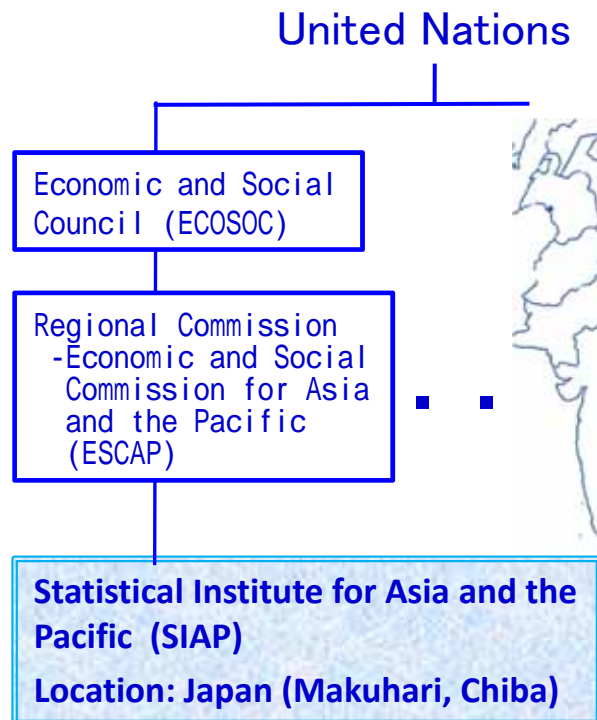 United Nations
Economic and Social
Council (ECOSOC)
Regional Commission
-Economic and Social
Commission for Asia
and the Pacific
(ESCAP)
Statistical Institute for Asia and the
Pacific (SIAP)
Location: Japan (Makuhari, Chiba)